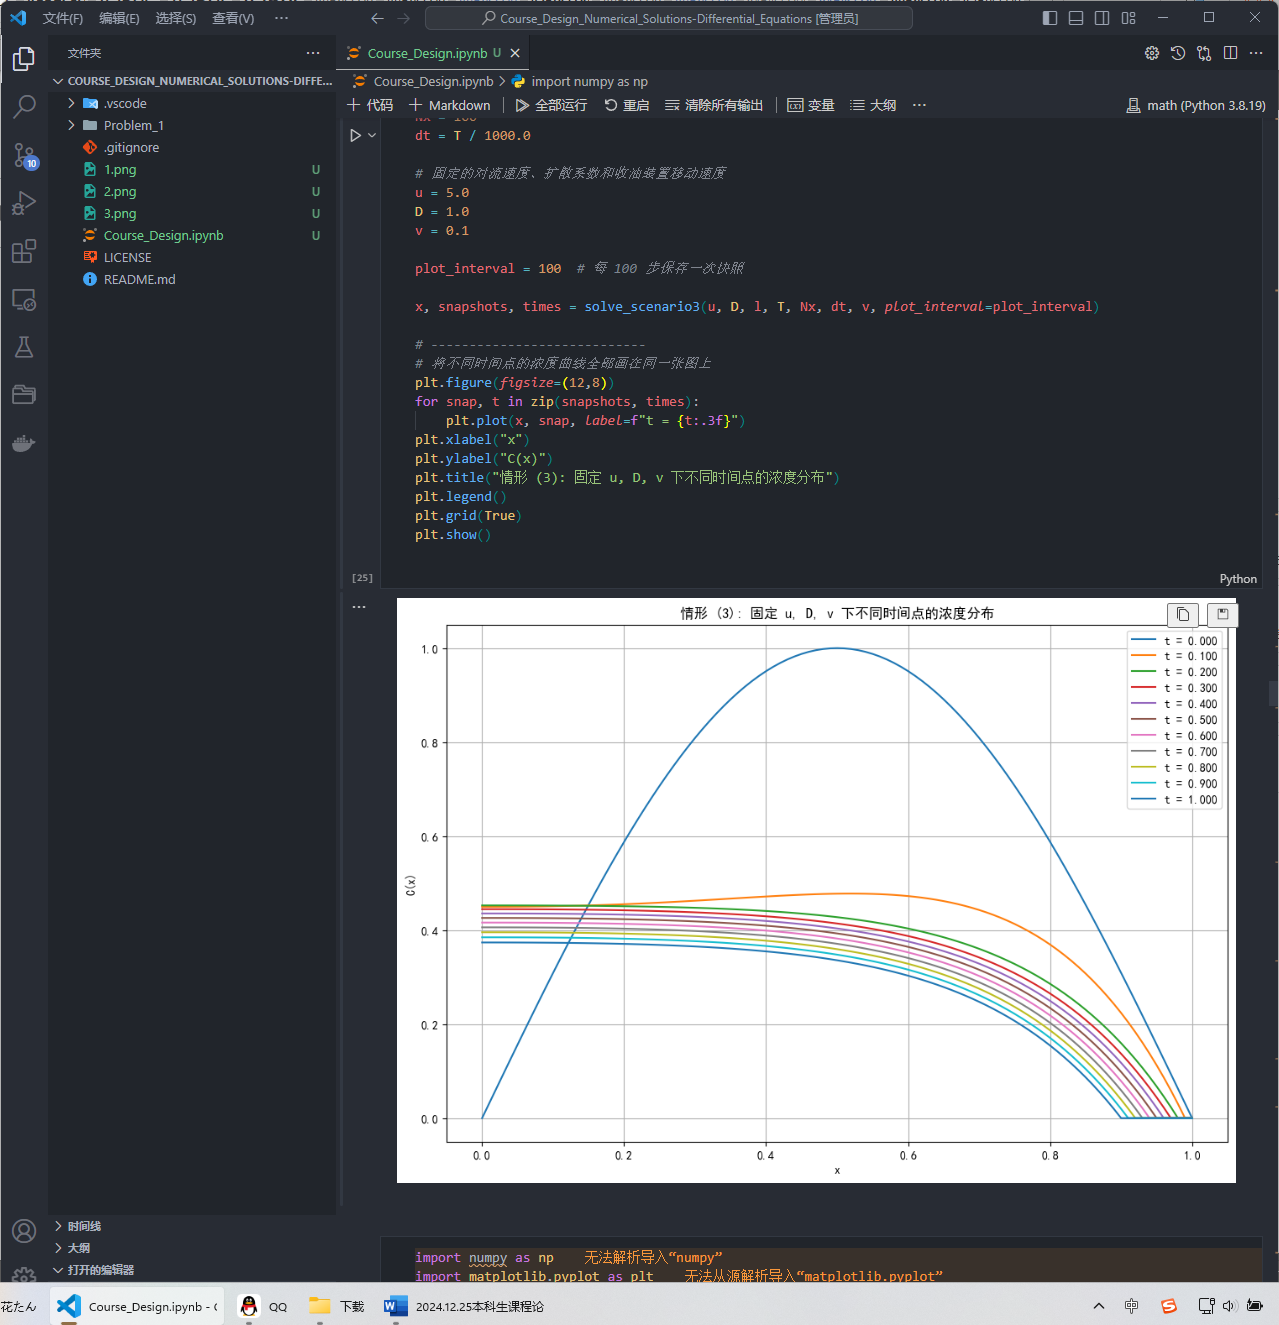 文件(F) 编辑(E) 选择(S) 查看(V) ··· Course_Design_Numerical_Solutions-Differential_Equations [管理员]
文件夹 ···
COURSE_DESIGN_NUMERICAL_SOLUTIONS-DIFFE...
.vscode
Problem_1
.gitignore
1.png U
2.png U
3.png U
Course_Design.ipynb U
LICENSE
README.md
10
时间线
大纲
打开的编辑器
Course_Design.ipynb U
Course_Design.ipynb > import numpy as np
代码 Markdown 全部运行 重启 清除所有输出 变量 大纲 ··· math (Python 3.8.19)
Nx = 100
dt = T / 1000.0
# 固定的对流速度、扩散系数和收油装置移动速度
u = 5.0
D = 1.0
v = 0.1
plot_interval = 100  # 每 100 步保存一次快照
x, snapshots, times = solve_scenario3(u, D, l, T, Nx, dt, v, plot_interval=plot_interval)
# ----------------------------
# 将不同时间点的浓度曲线全部画在同一张图上
plt.figure(figsize=(12,8))
for snap, t in zip(snapshots, times):
plt.plot(x, snap, label=f"t = {t:.3f}")
plt.xlabel("x")
plt.ylabel("C(x)")
plt.title("情形 (3): 固定 u, D, v 下不同时间点的浓度分布")
plt.legend()
plt.grid(True)
plt.show()
[25]
Python
情形 (3): 固定 u, D, v 下不同时间点的浓度分布
t = 0.000
t = 0.100
t = 0.200
t = 0.300
t = 0.400
t = 0.500
t = 0.600
t = 0.700
t = 0.800
t = 0.900
t = 1.000
1.0
0.8
0.6
0.4
0.2
0.0
C(x)
0.0 0.2 0.4 0.6 0.8 1.0
x
import numpy as np 无法解析导入“numpy”
import matplotlib.pyplot as plt 无法从源解析导入“matplotlib.pyplot”
花たん Course_Design.ipynb - QQ 下载 2024.12.25本科生课程论 中